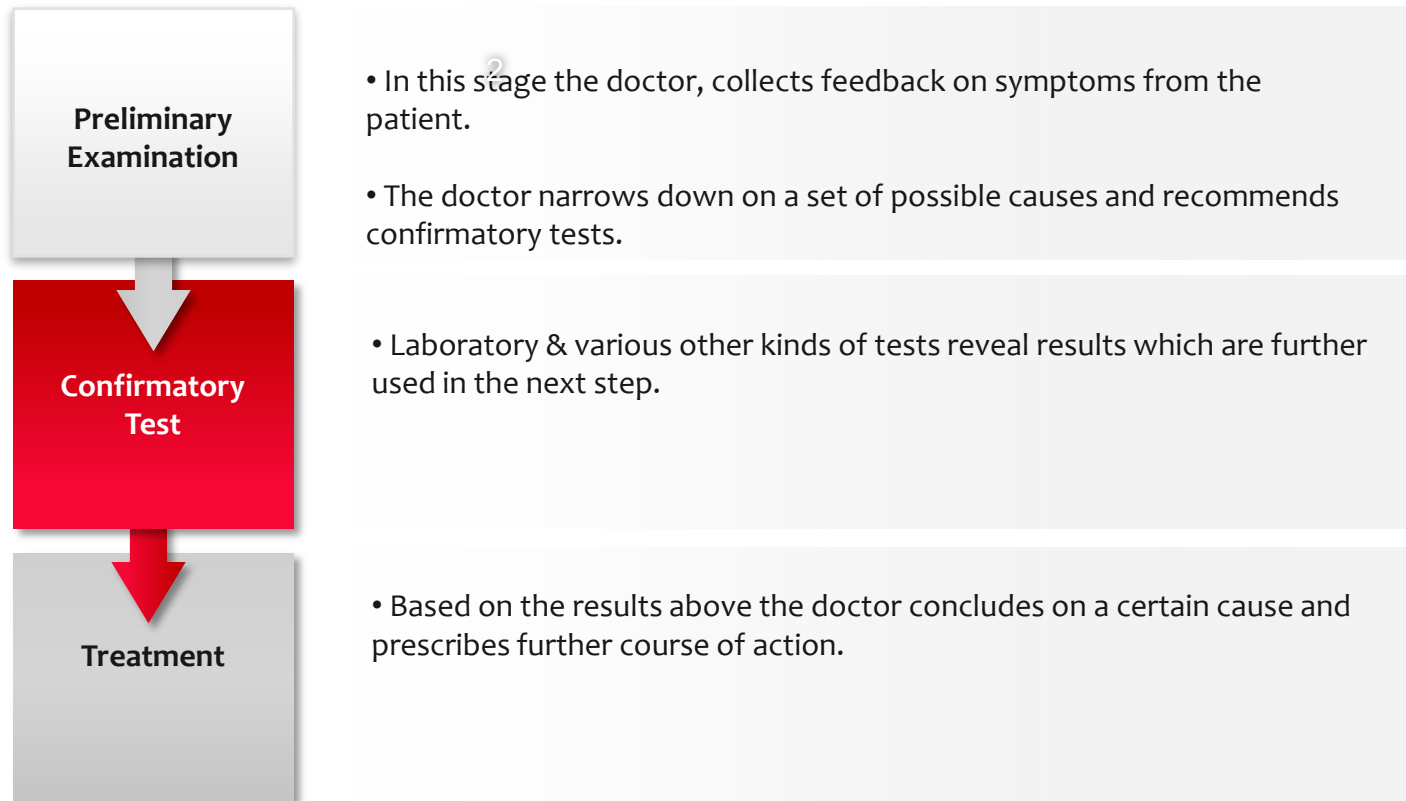 Preliminary
Examination
2
• In this stage the doctor, collects feedback on symptoms from the
patient.
• The doctor narrows down on a set of possible causes and recommends
confirmatory tests.
Confirmatory
Test
• Laboratory & various other kinds of tests reveal results which are further
used in the next step.
Treatment
• Based on the results above the doctor concludes on a certain cause and
prescribes further course of action.